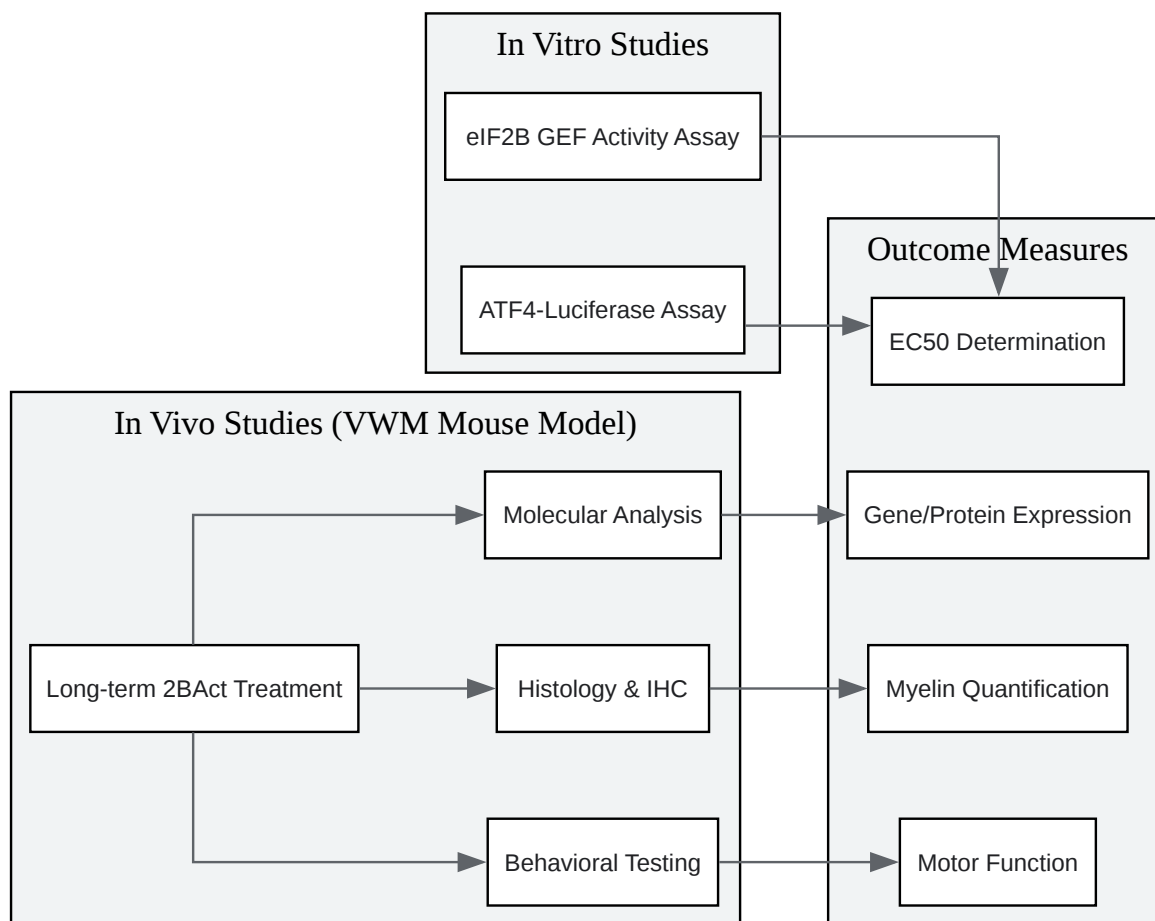 In Vitro Studies
eIF2B GEF Activity Assay
ATF4-Luciferase Assay
Outcome Measures
EC50 Determination
In Vivo Studies (VWM Mouse Model)
Molecular Analysis
Gene/Protein Expression
Long-term 2BAct Treatment
Histology & IHC
Myelin Quantification
Behavioral Testing
Motor Function